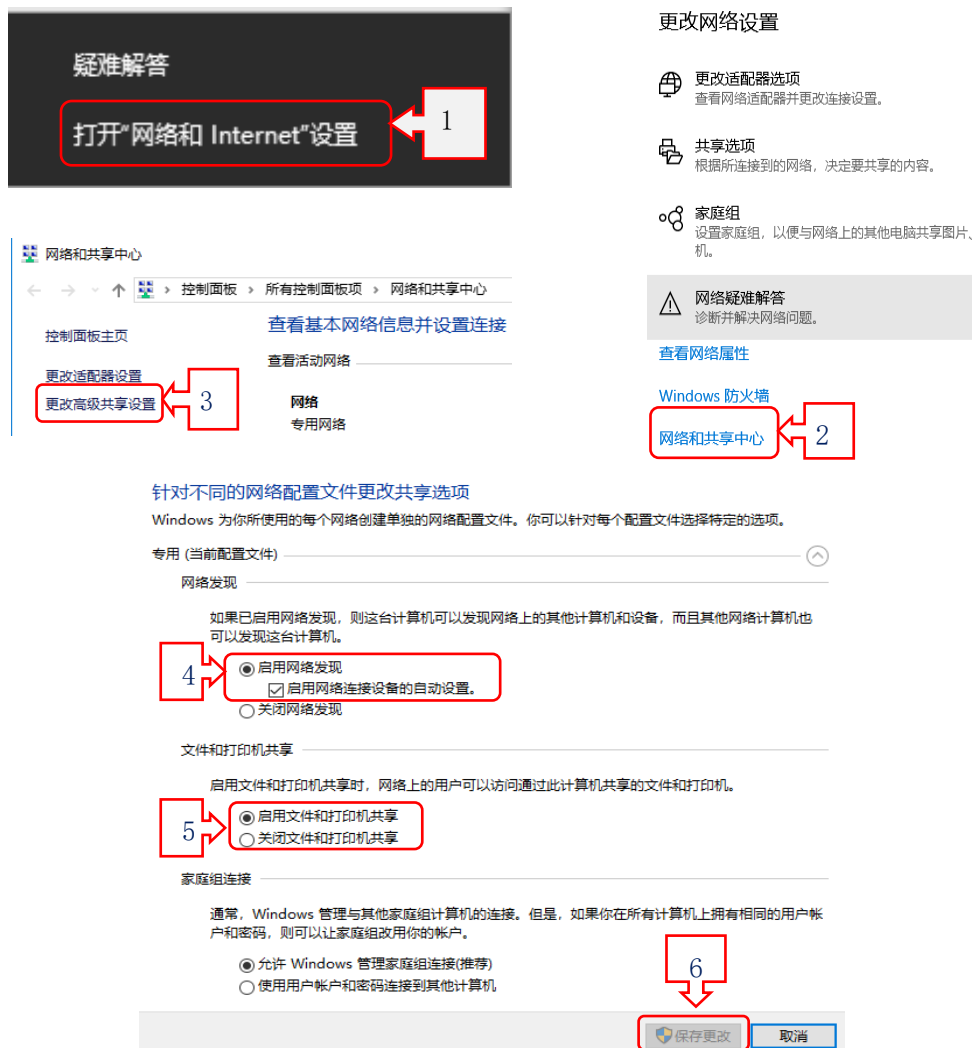 疑难解答
打开“网络和 Internet”设置
1
更改网络设置
更改适配器选项
查看网络适配器并更改连接设置。
共享选项
根据所连接到的网络，决定要共享的内容。
家庭组
设置家庭组，以便与网络上的其他电脑共享图片、
机。
网络疑难解答
诊断并解决网络问题。
查看网络属性
Windows 防火墙
网络和共享中心
2
网络和共享中心
控制面板 › 所有控制面板项 › 网络和共享中心
控制面板主页
更改适配器设置
更改高级共享设置
3
查看基本网络信息并设置连接
查看活动网络
网络
专用网络
针对不同的网络配置文件更改共享选项
Windows 为你所使用的每个网络创建单独的网络配置文件。你可以针对每个配置文件选择特定的选项。
专用 (当前配置文件)
网络发现
如果已启用网络发现，则这台计算机可以发现网络上的其他计算机和设备，而且其他网络计算机也
可以发现这台计算机。
4
启用网络发现
启用网络连接设备的自动设置。
关闭网络发现
文件和打印机共享
启用文件和打印机共享时，网络上的用户可以访问通过此计算机共享的文件和打印机。
5
启用文件和打印机共享
关闭文件和打印机共享
家庭组连接
通常，Windows 管理与其他家庭组计算机的连接。但是，如果你在所有计算机上拥有相同的用户帐
户和密码，则可以让家庭组改用你的帐户。
允许 Windows 管理家庭组连接(推荐)
使用用户帐户和密码连接到其他计算机
6
保存更改
取消